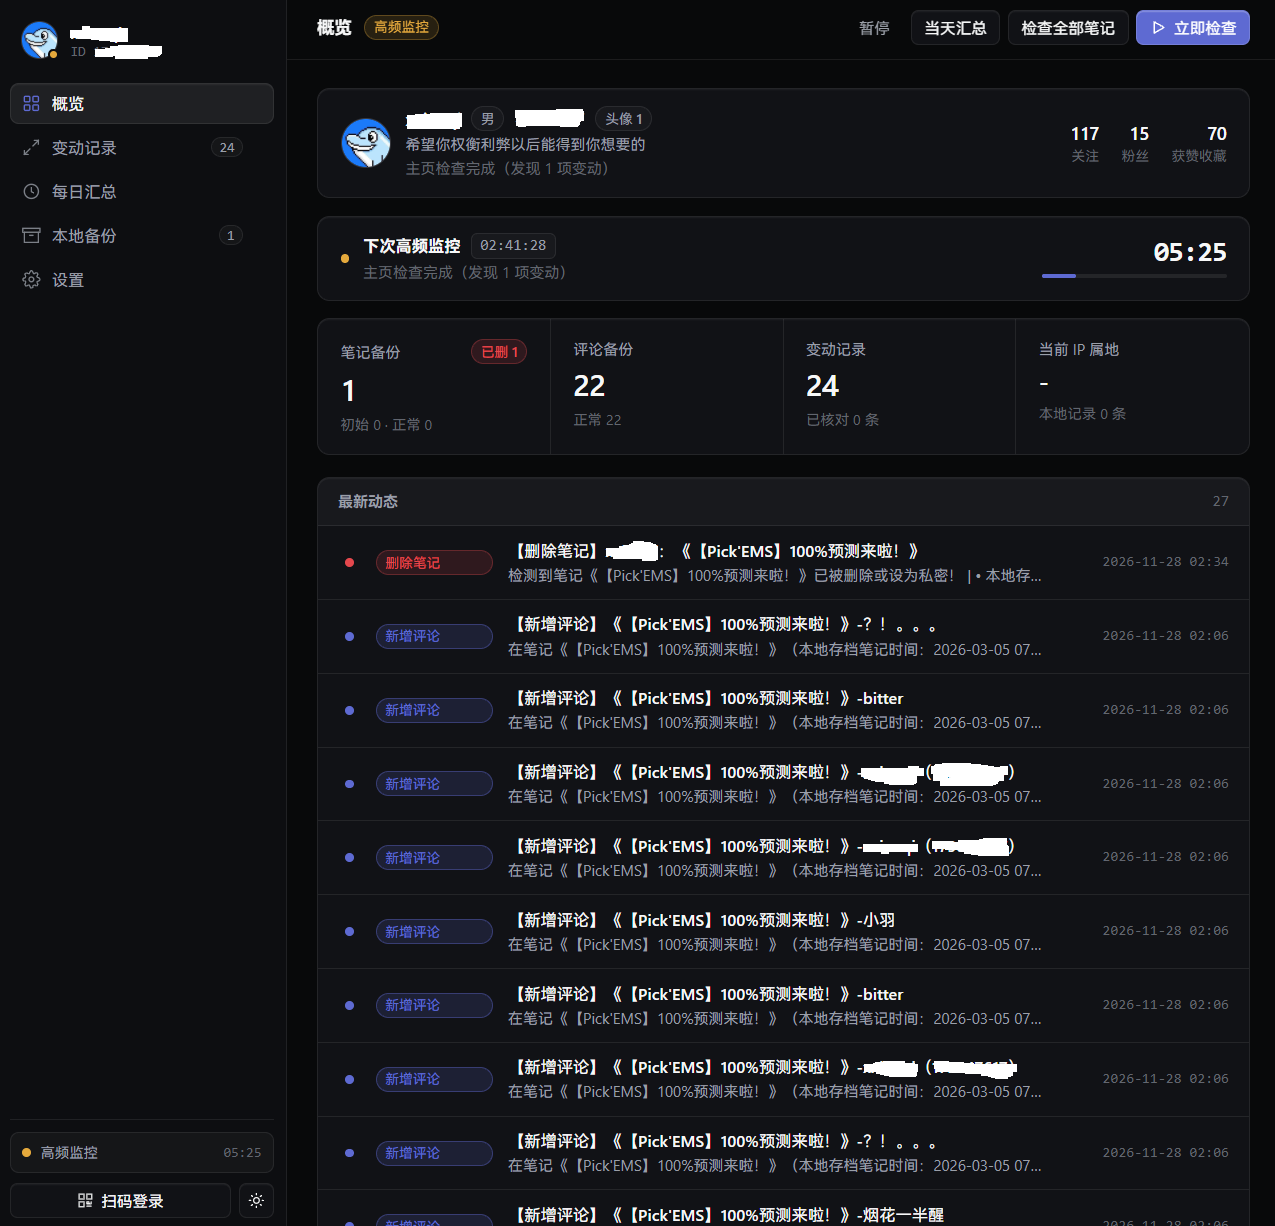 ID
概览
变动记录 24
每日汇总
本地备份 1
设置
高频监控 05:25
扫码登录
概览 高频监控 暂停 当天汇总 检查全部笔记 立即检查
男 头像 1
希望你权衡利弊以后能得到你想要的
主页检查完成（发现 1 项变动）
117 15 70
关注 粉丝 获赞收藏
下次高频监控 02:41:28
主页检查完成（发现 1 项变动）
05:25
笔记备份 已删 1
1
初始 0 · 正常 0
评论备份
22
正常 22
变动记录
24
已核对 0 条
当前 IP 属地
-
本地记录 0 条
最新动态 27
删除笔记 【删除笔记】 ：《【Pick'EMS】100%预测来啦！》 2026-11-28 02:34
检测到笔记《【Pick'EMS】100%预测来啦！》已被删除或设为私密！ | • 本地存...
新增评论 【新增评论】《【Pick'EMS】100%预测来啦！》-？！。。。 2026-11-28 02:06
在笔记《【Pick'EMS】100%预测来啦！》（本地存档笔记时间：2026-03-05 07...
新增评论 【新增评论】《【Pick'EMS】100%预测来啦！》-bitter 2026-11-28 02:06
在笔记《【Pick'EMS】100%预测来啦！》（本地存档笔记时间：2026-03-05 07...
新增评论 【新增评论】《【Pick'EMS】100%预测来啦！》- （ ） 2026-11-28 02:06
在笔记《【Pick'EMS】100%预测来啦！》（本地存档笔记时间：2026-03-05 07...
新增评论 【新增评论】《【Pick'EMS】100%预测来啦！》- （ ） 2026-11-28 02:06
在笔记《【Pick'EMS】100%预测来啦！》（本地存档笔记时间：2026-03-05 07...
新增评论 【新增评论】《【Pick'EMS】100%预测来啦！》-小羽 2026-11-28 02:06
在笔记《【Pick'EMS】100%预测来啦！》（本地存档笔记时间：2026-03-05 07...
新增评论 【新增评论】《【Pick'EMS】100%预测来啦！》-bitter 2026-11-28 02:06
在笔记《【Pick'EMS】100%预测来啦！》（本地存档笔记时间：2026-03-05 07...
新增评论 【新增评论】《【Pick'EMS】100%预测来啦！》- （ ） 2026-11-28 02:06
在笔记《【Pick'EMS】100%预测来啦！》（本地存档笔记时间：2026-03-05 07...
新增评论 【新增评论】《【Pick'EMS】100%预测来啦！》-？！。。。 2026-11-28 02:06
在笔记《【Pick'EMS】100%预测来啦！》（本地存档笔记时间：2026-03-05 07...
新增评论 【新增评论】《【Pick'EMS】100%预测来啦！》-烟花一半醒 2026-11-28 02:06